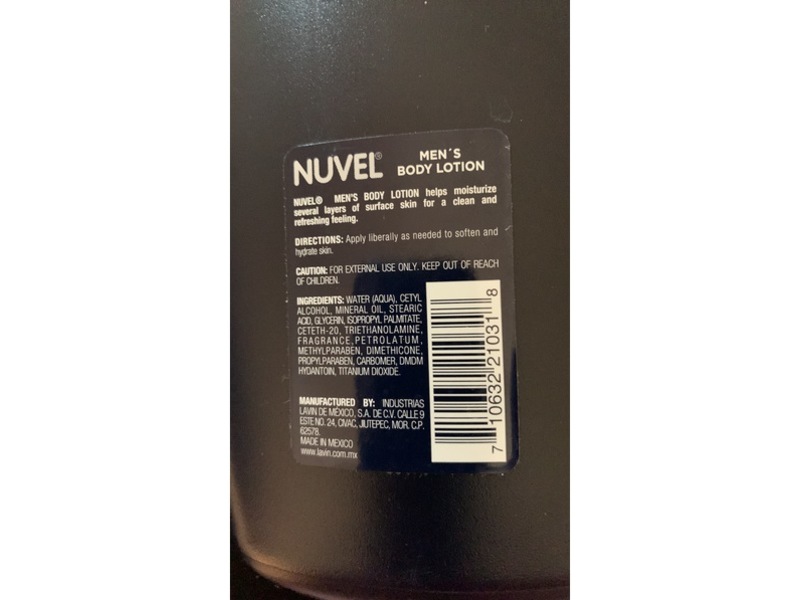 NUVEL®
MEN´S
BODY LOTION
NUVEL® MEN'S BODY LOTION helps moisturize
several layers of surface skin for a clean and
refreshing feeling.
DIRECTIONS: Apply liberally as needed to soften and
hydrate skin.
CAUTION: FOR EXTERNAL USE ONLY. KEEP OUT OF REACH
OF CHILDREN.
INGREDIENTS: WATER (AQUA), CETYL
ALCOHOL, MINERAL OIL, STEARIC
ACID, GLYCERIN, ISOPROPYL PALMITATE,
CETETH-20, TRIETHANOLAMINE,
FRAGRANCE, PETROLATUM,
METHYLPARABEN, DIMETHICONE,
PROPYLPARABEN, CARBOMER, DMDM
HYDANTOIN, TITANIUM DIOXIDE.
MANUFACTURED BY: INDUSTRIAS
LAVIN DE MÉXICO, S.A. DE C.V. CALLE 9
ESTE NO. 24, CIVAC, JIUTEPEC, MOR. C.P.
62578.
MADE IN MEXICO
www.lavin.com.mx
7 10632 21031 8